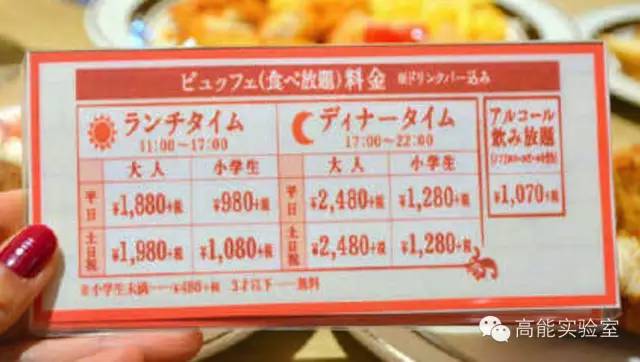 ビュッフェ(食べ放題)料金 ※ドリンクバー込み
ランチタイム
11:00~17:00
大人 小学生
平日 ¥1,880+税 ¥980+税
土日祝 ¥1,980+税 ¥1,080+税
ディナータイム
17:00~22:00
大人 小学生
平日 ¥2,480+税 ¥1,280+税
土日祝 ¥2,480+税 ¥1,280+税
アルコール
飲み放題
¥1,070+税
※小学生未満……¥480+税 3才以下……無料
高能实验室